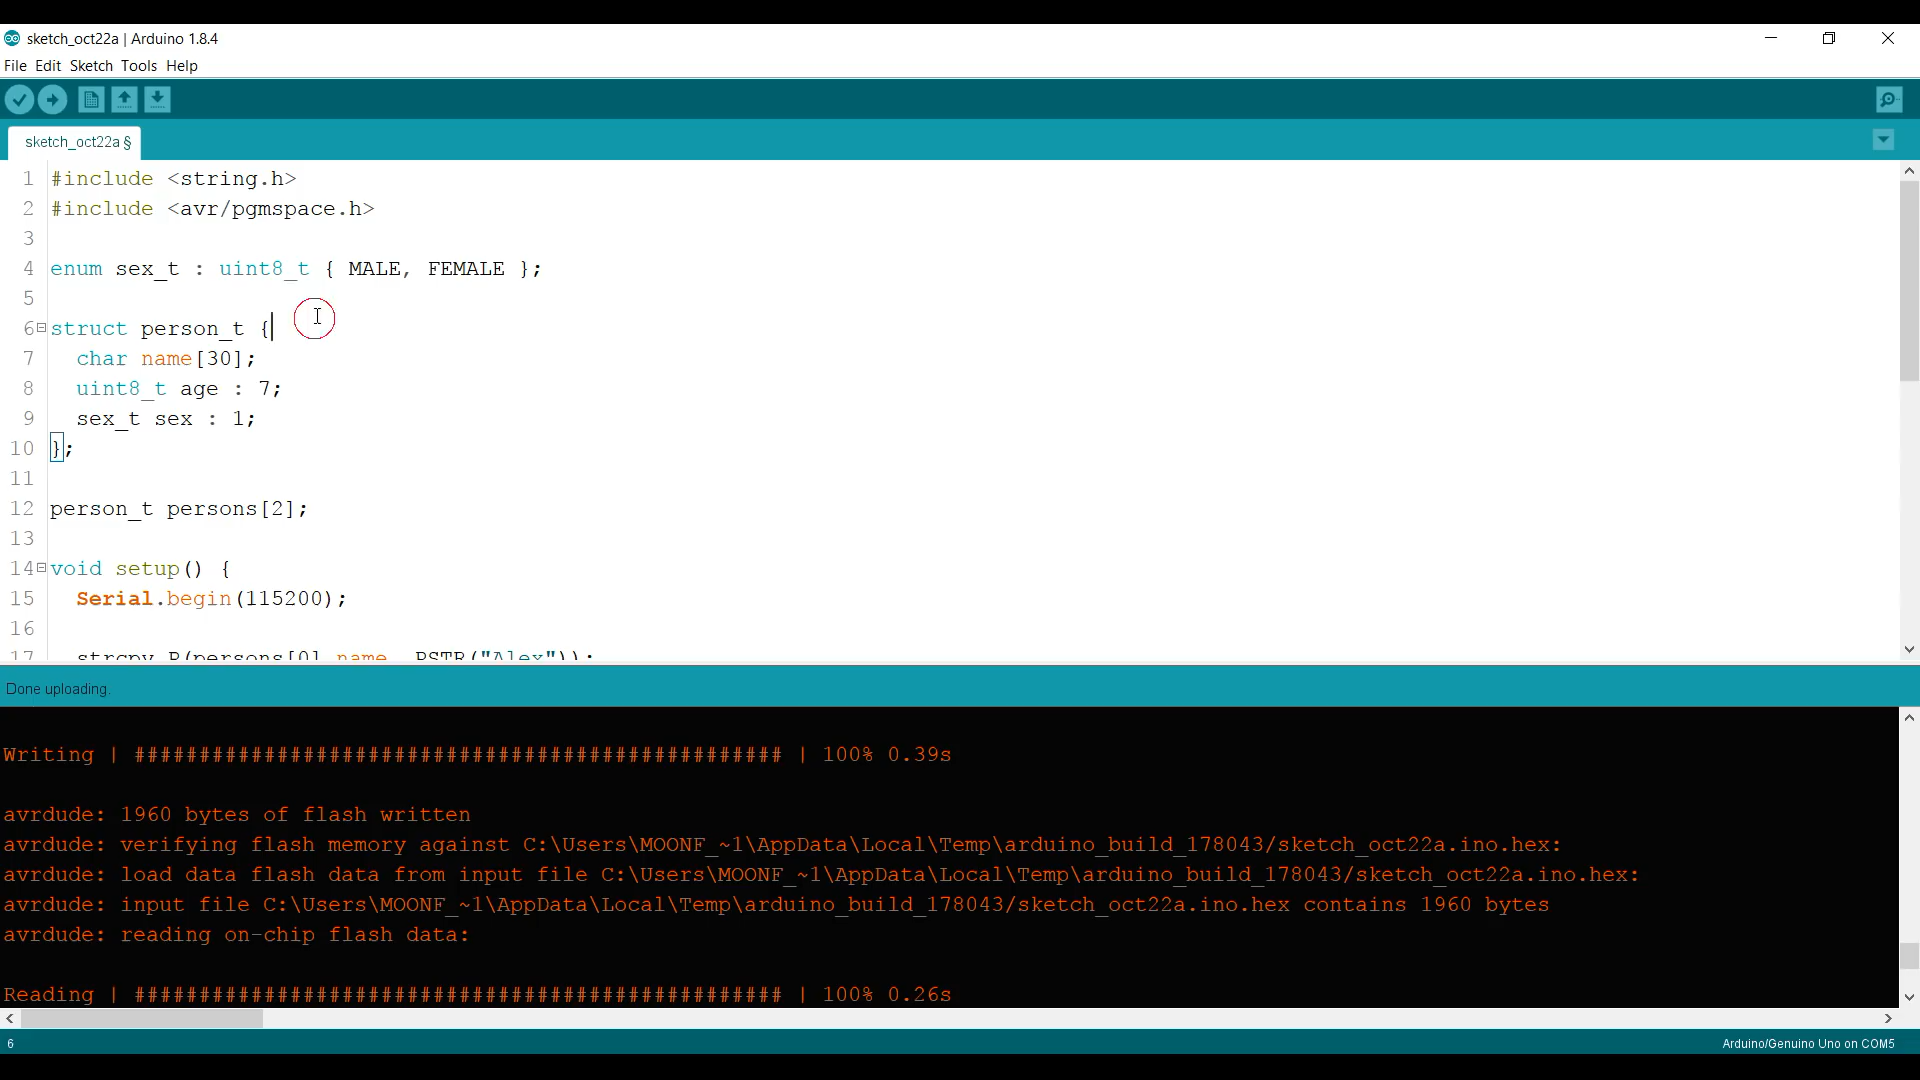 sketch_oct22a | Arduino 1.8.4
File Edit Sketch Tools Help
sketch_oct22a §
1 #include <string.h>
2 #include <avr/pgmspace.h>
3
4 enum sex_t : uint8_t { MALE, FEMALE };
5
6 struct person_t {
7 char name[30];
8 uint8_t age : 7;
9 sex_t sex : 1;
10 };
11
12 person_t persons[2];
13
14 void setup() {
15 Serial.begin(115200);
16
17 strcpy_P(persons[0].name, PSTR("Alex"));
Done uploading.
Writing | ################################################## | 100% 0.39s
avrdude: 1960 bytes of flash written
avrdude: verifying flash memory against C:\Users\MOONF_~1\AppData\Local\Temp\arduino_build_178043/sketch_oct22a.ino.hex:
avrdude: load data flash data from input file C:\Users\MOONF_~1\AppData\Local\Temp\arduino_build_178043/sketch_oct22a.ino.hex:
avrdude: input file C:\Users\MOONF_~1\AppData\Local\Temp\arduino_build_178043/sketch_oct22a.ino.hex contains 1960 bytes
avrdude: reading on-chip flash data:
Reading | ################################################## | 100% 0.26s
6
Arduino/Genuino Uno on COM5